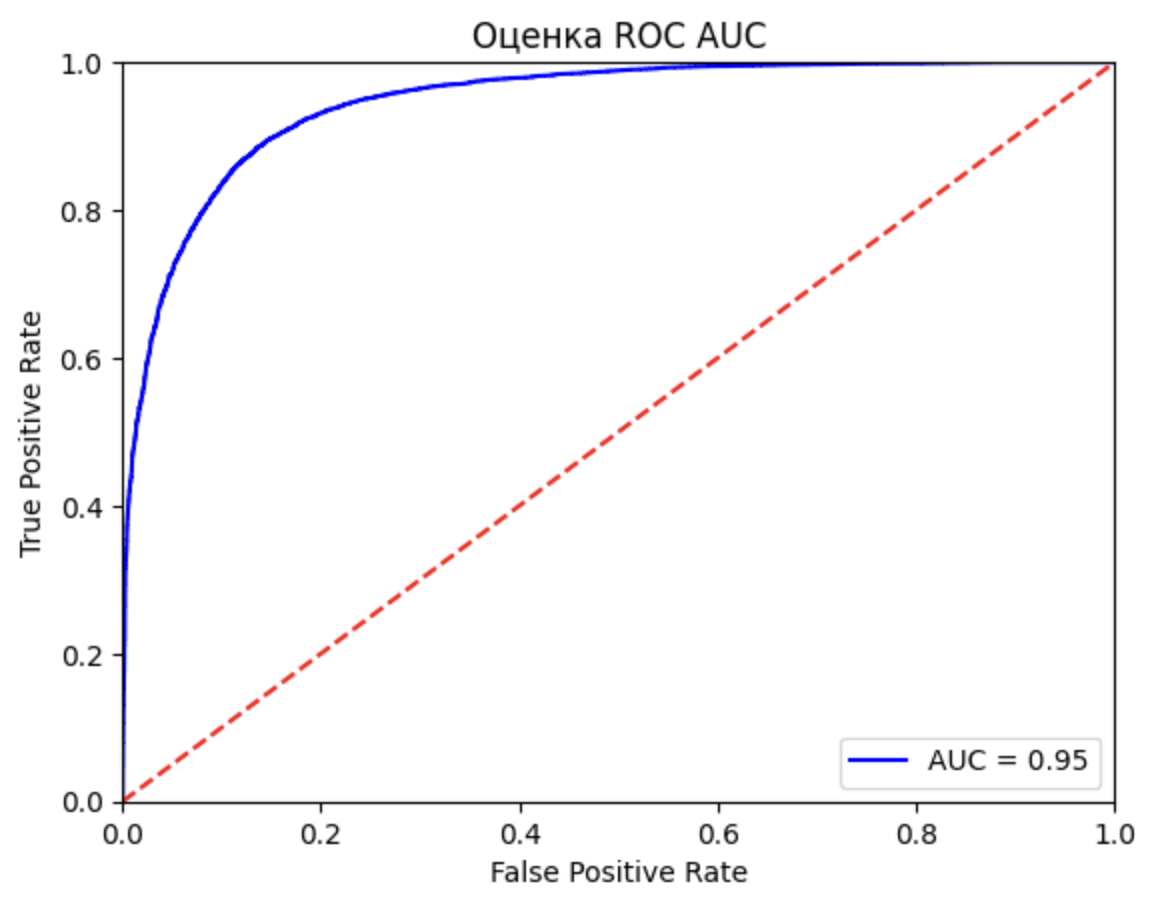 Оценка ROC AUC
1.0
0.8
0.6
0.4
0.2
0.0
True Positive Rate
AUC = 0.95
0.0 0.2 0.4 0.6 0.8 1.0
False Positive Rate